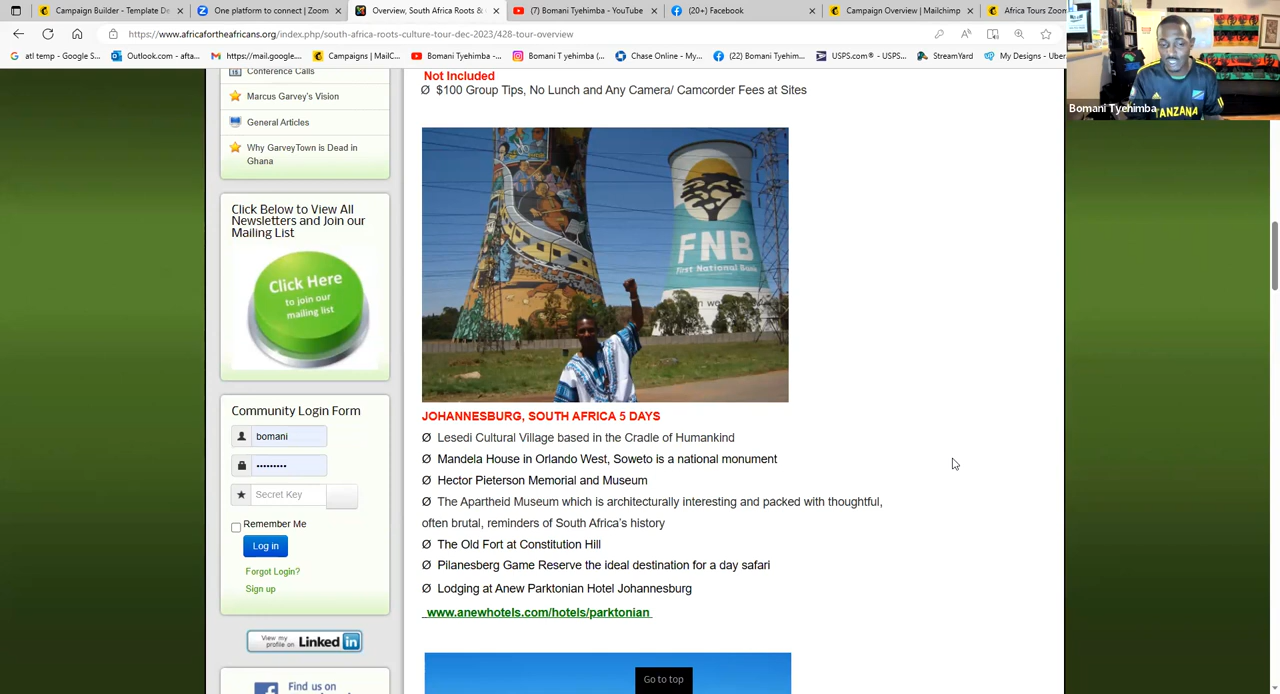 Campaign Builder - Template De
One platform to connect | Zoom
Overview, South Africa Roots &
(7) Bomani Tyehimba - YouTube
(20+) Facebook
Campaign Overview | Mailchimp
Africa Tours Zoom
https://www.africafortheafricans.org/index.php/south-africa-roots-culture-tour-dec-2023/428-tour-overview
atl temp - Google S...
Outlook.com - afta...
https://mail.google....
Campaigns | MailC...
Bomani Tyehimba -...
Bomani T yehimba (...
Chase Online - My...
(22) Bomani Tyehim...
USPS.com® - USPS...
StreamYard
My Designs - Uber
TANZANIA
Bomani Tyehimba
Conference Calls
Marcus Garvey's Vision
General Articles
Why GarveyTown is Dead in
Ghana
Click Below to View All
Newsletters and Join our
Mailing List
Click Here
to join our
mailing list
Community Login Form
bomani
•••••••••
Secret Key
Remember Me
Log in
Forgot Login?
Sign up
View my
profile on Linked in
Find us on
Not Included
Ø $100 Group Tips, No Lunch and Any Camera/ Camcorder Fees at Sites
FNB
First National Bank
JOHANNESBURG, SOUTH AFRICA 5 DAYS
Ø Lesedi Cultural Village based in the Cradle of Humankind
Ø Mandela House in Orlando West, Soweto is a national monument
Ø Hector Pieterson Memorial and Museum
Ø The Apartheid Museum which is architecturally interesting and packed with thoughtful,
often brutal, reminders of South Africa's history
Ø The Old Fort at Constitution Hill
Ø Pilanesberg Game Reserve the ideal destination for a day safari
Ø Lodging at Anew Parktonian Hotel Johannesburg
www.anewhotels.com/hotels/parktonian
Go to top